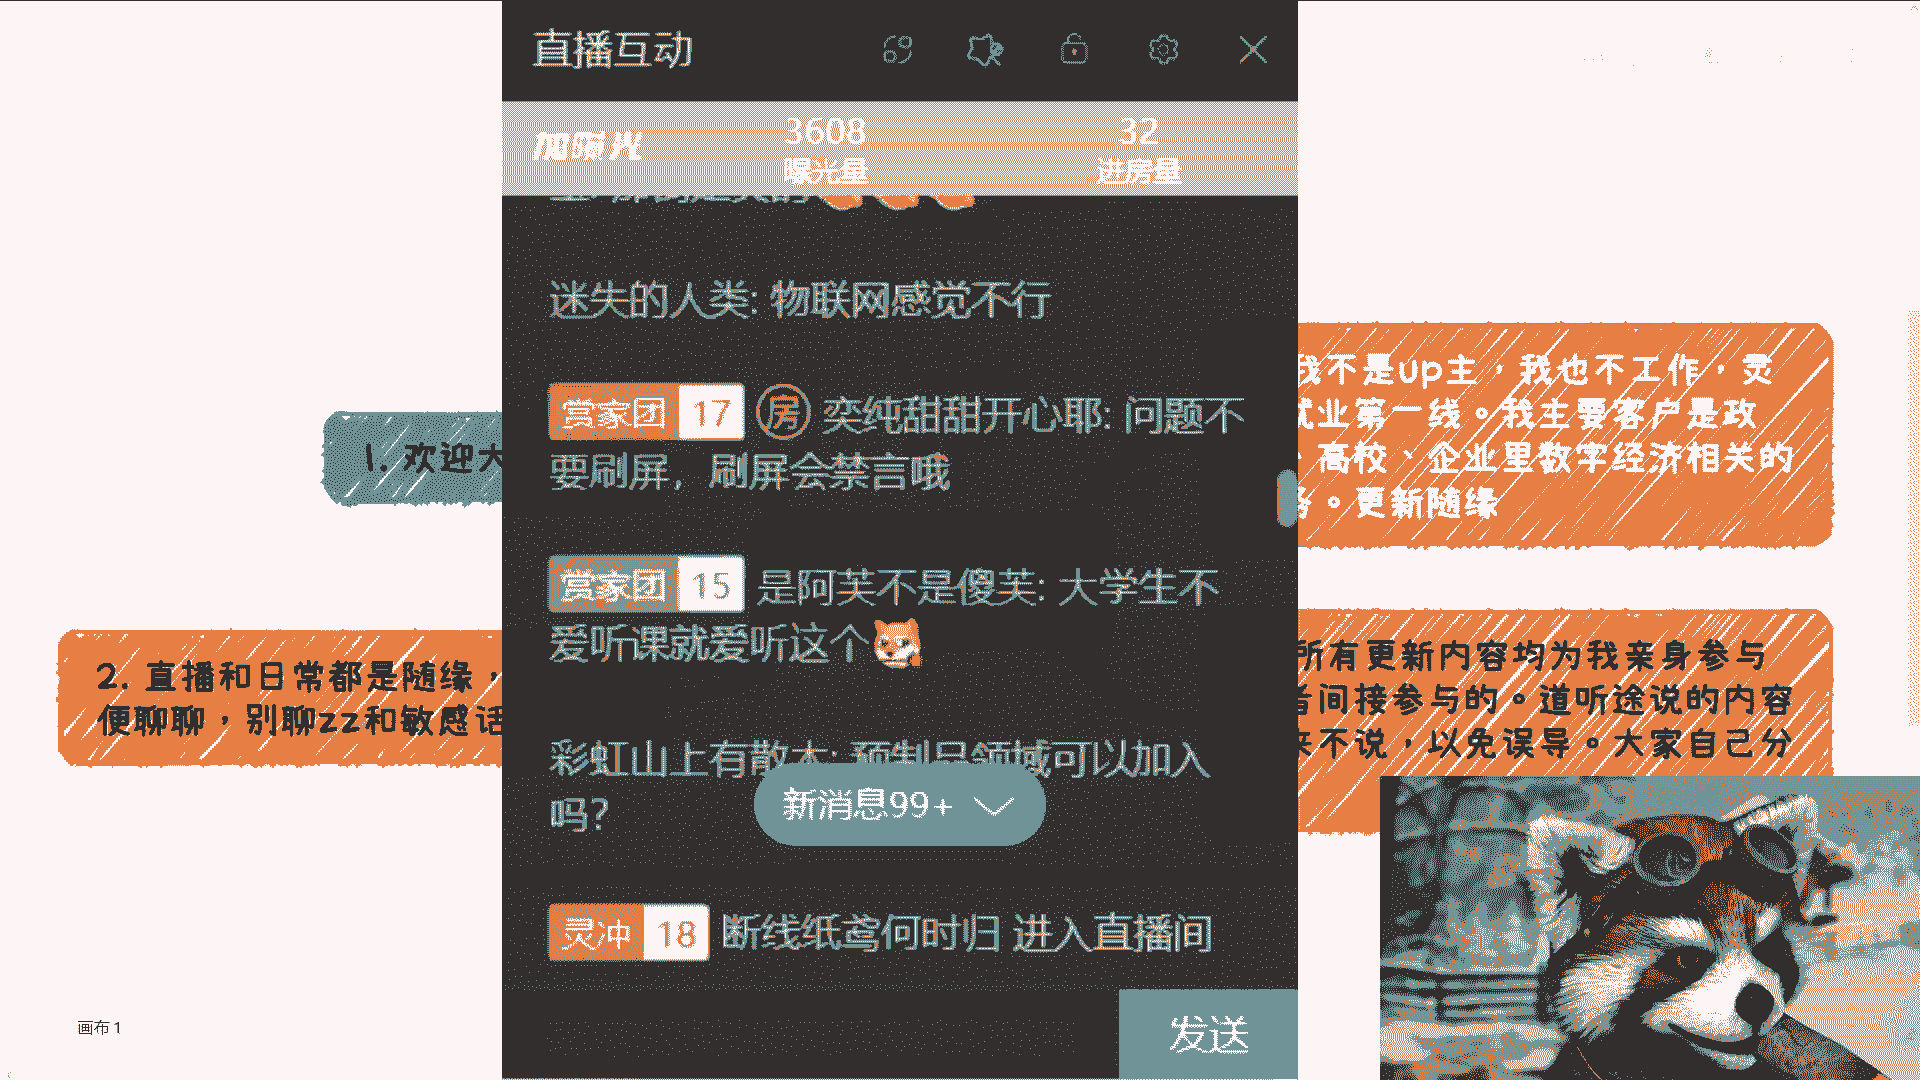 直播互动
加曝光
3608
曝光量
32
进房量
迷失的人类: 物联网感觉不行
赏家团 17 房 奕纯甜甜开心耶: 问题不
要刷屏，刷屏会禁言哦
赏家团 15 是阿芙不是傻芙: 大学生不
爱听课就爱听这个
彩虹山上有散木: 预制品领域可以加入
吗?
新消息99+
灵冲 18 断线纸鸢何时归 进入直播间
发送
1. 欢迎大
2. 直播和日常都是随缘，
便聊聊，别聊zz和敏感话
我不是up主，我也不工作，灵
就业第一线。我主要客户是政
、高校、企业里数字经济相关的
务。更新随缘
所有更新内容均为我亲身参与
者间接参与的。道听途说的内容
来不说，以免误导。大家自己分
画布 1